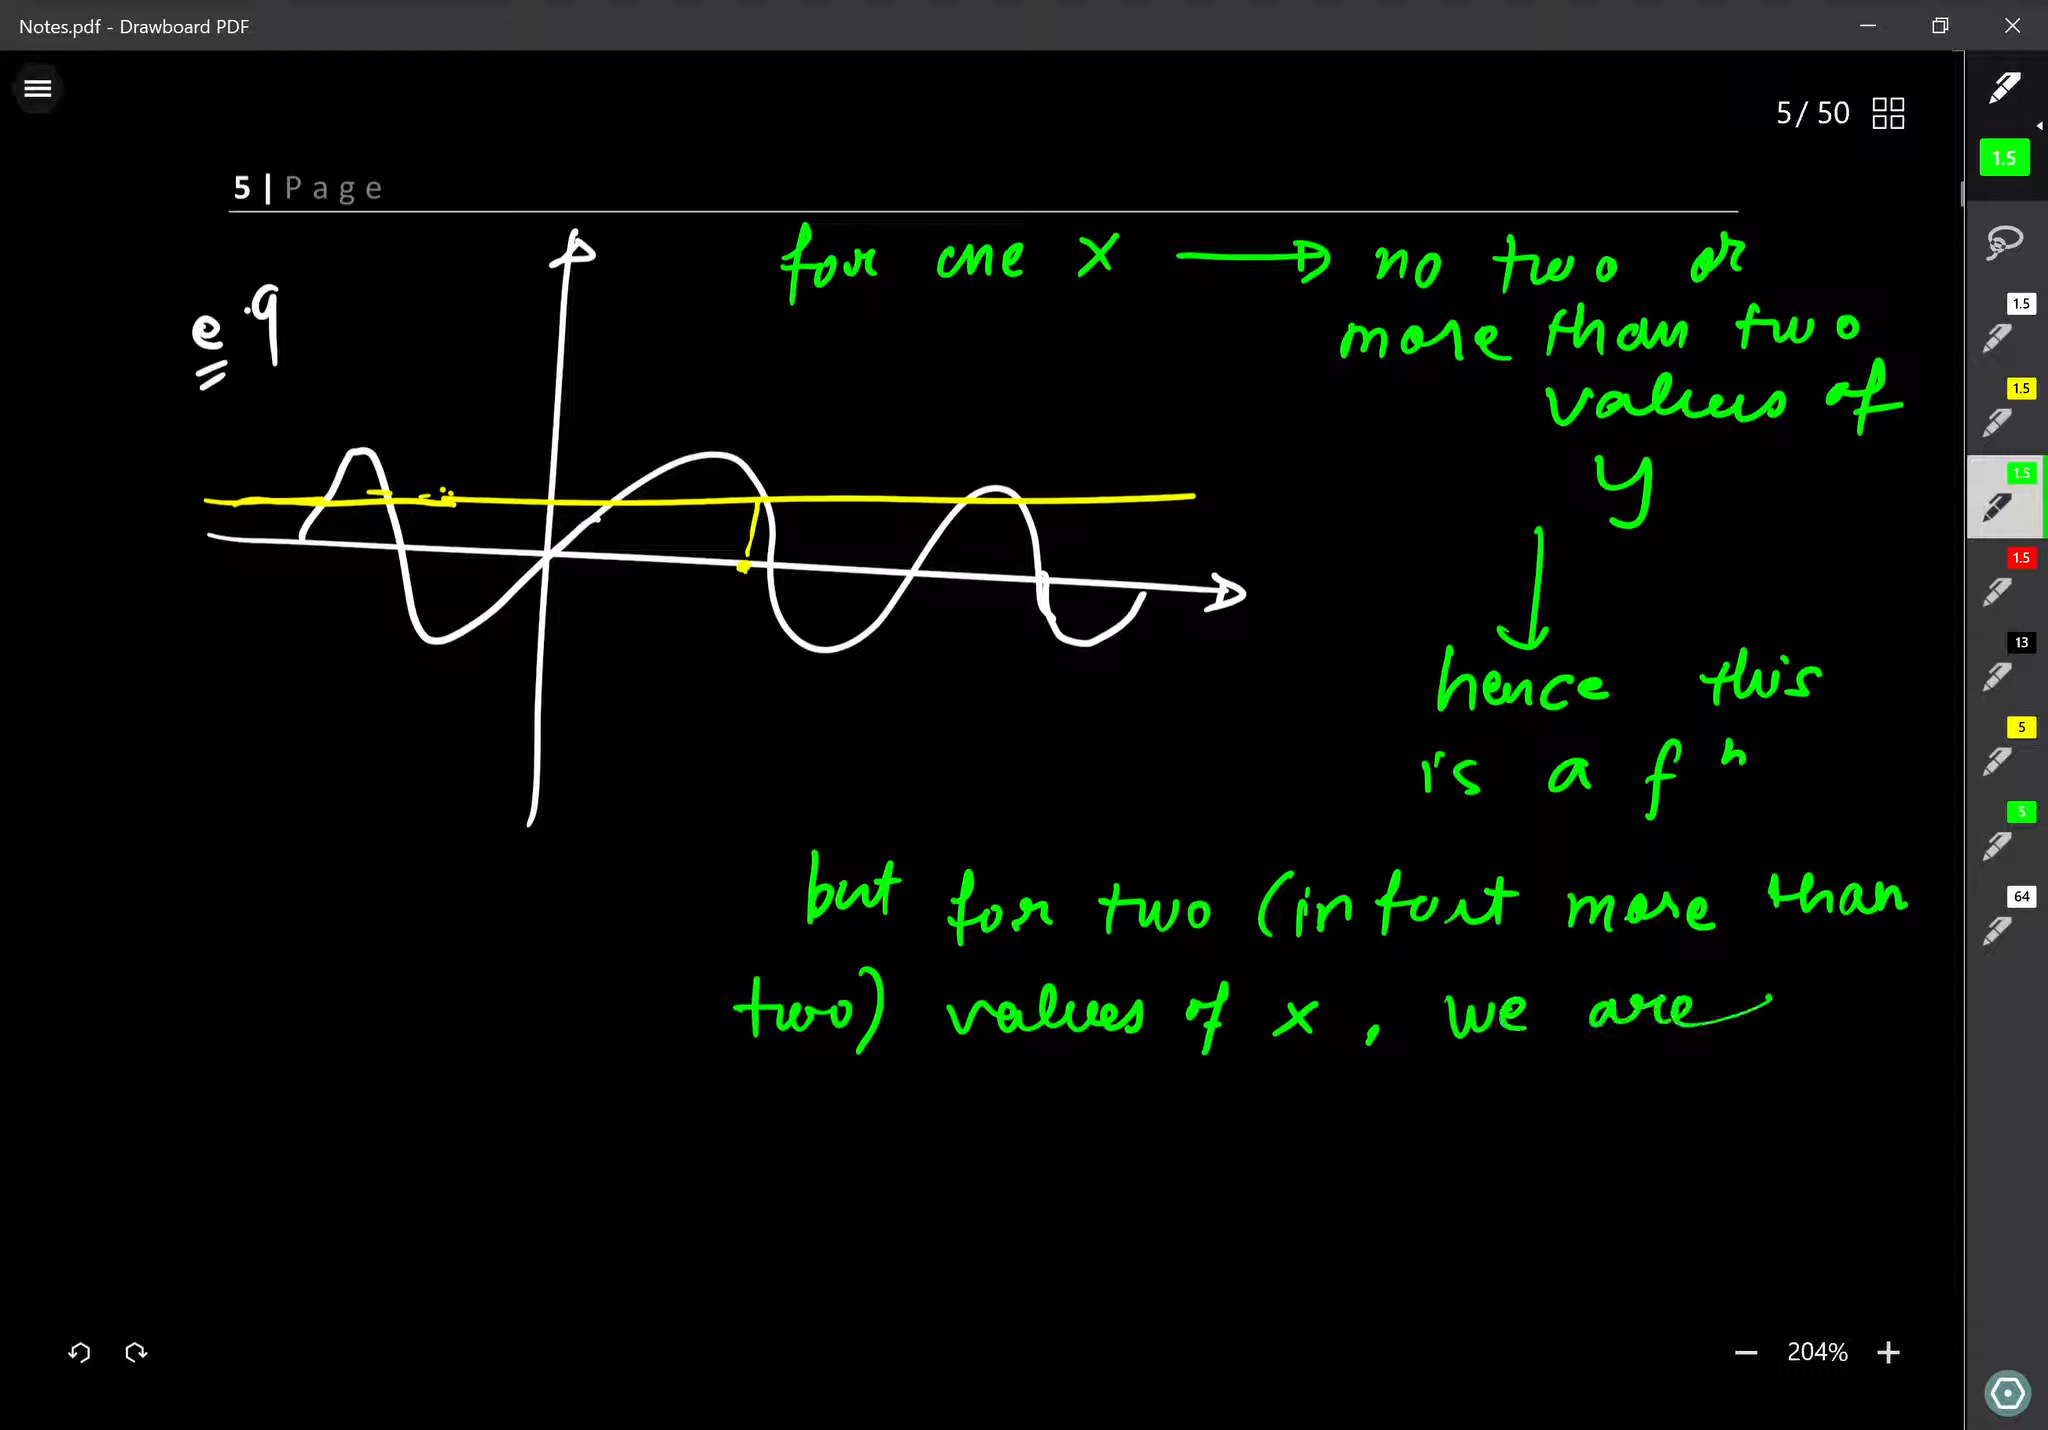 Notes.pdf - Drawboard PDF
5 / 50
1.5
5 | Page
for one x → no two or
more than two
values of
y
e.g
hence this
is a fn
but for two (in fact more than
two) values of x, we are
1.5
1.5
1.5
1.5
13
5
5
64
204%